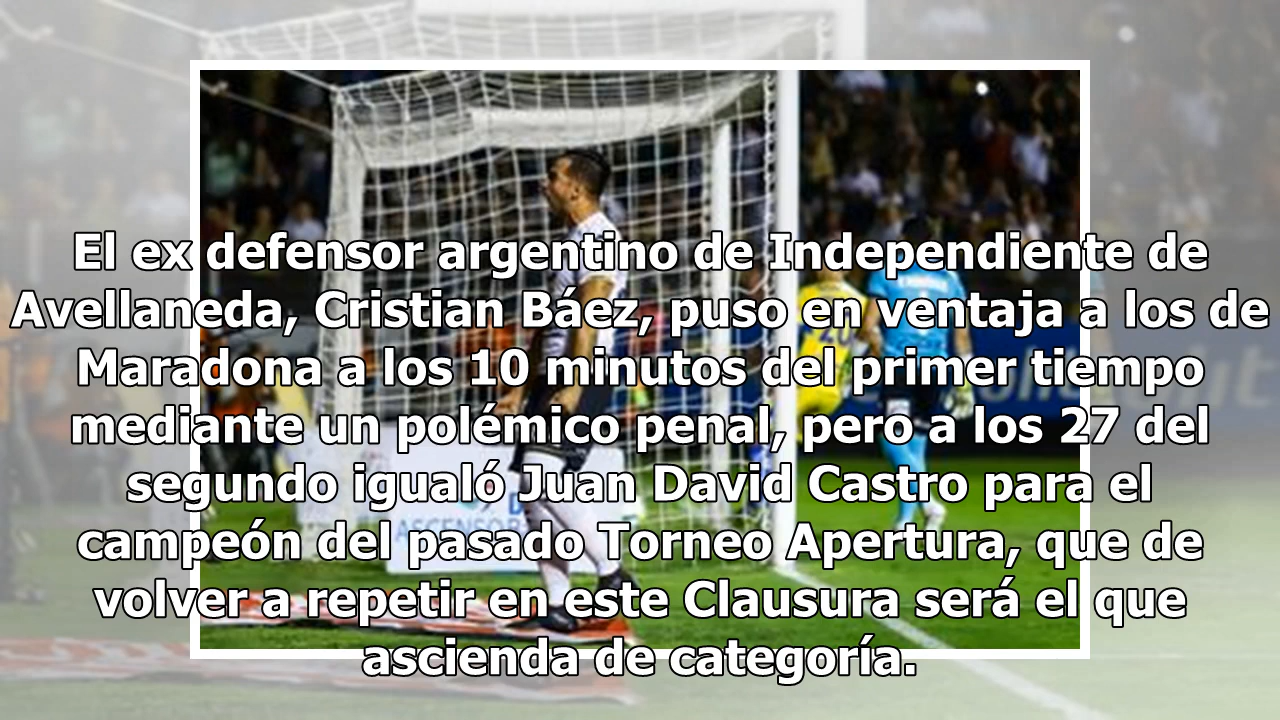 El ex defensor argentino de Independiente de
Avellaneda, Cristian Báez, puso en ventaja a los de
Maradona a los 10 minutos del primer tiempo
mediante un polémico penal, pero a los 27 del
segundo igualó Juan David Castro para el
campeón del pasado Torneo Apertura, que de
volver a repetir en este Clausura será el que
ascienda de categoría.